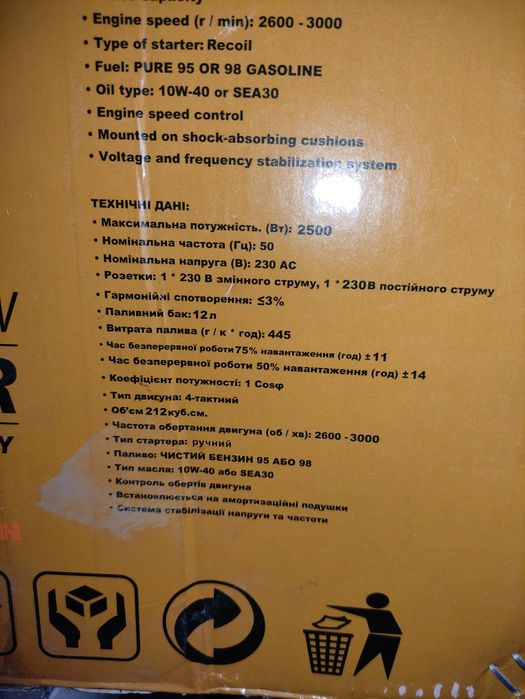 capacity
• Engine speed (r / min): 2600 - 3000
• Type of starter: Recoil
• Fuel: PURE 95 OR 98 GASOLINE
• Oil type: 10W-40 or SEA30
• Engine speed control
• Mounted on shock-absorbing cushions
• Voltage and frequency stabilization system
ТЕХНІЧНІ ДАНІ:
• Максимальна потужність. (Вт): 2500
• Номінальна частота (Гц): 50
• Номінальна напруга (В): 230 AC
• Розетки: 1 * 230 В змінного струму, 1 * 230В постійного струму
• Гармонійні спотворення: ≤3%
• Паливний бак: 12 л
• Витрата палива (г / к * год): 445
• Час безперервної роботи 75% навантаження (год) ±11
• Час безперервної роботи 50% навантаження (год) ±14
• Коефіцієнт потужності: 1 Cosφ
• Тип двигуна: 4-тактний
• Об'єм 212 куб.см.
• Частота обертання двигуна (об / хв): 2600 - 3000
• Тип стартера: ручний
• Паливо: ЧИСТИЙ БЕНЗИН 95 АБО 98
• Тип масла: 10W-40 або SEA30
• Контроль обертів двигуна
• Встановлюється на амортизаційні подушки
• Система стабілізації напруги та частоти